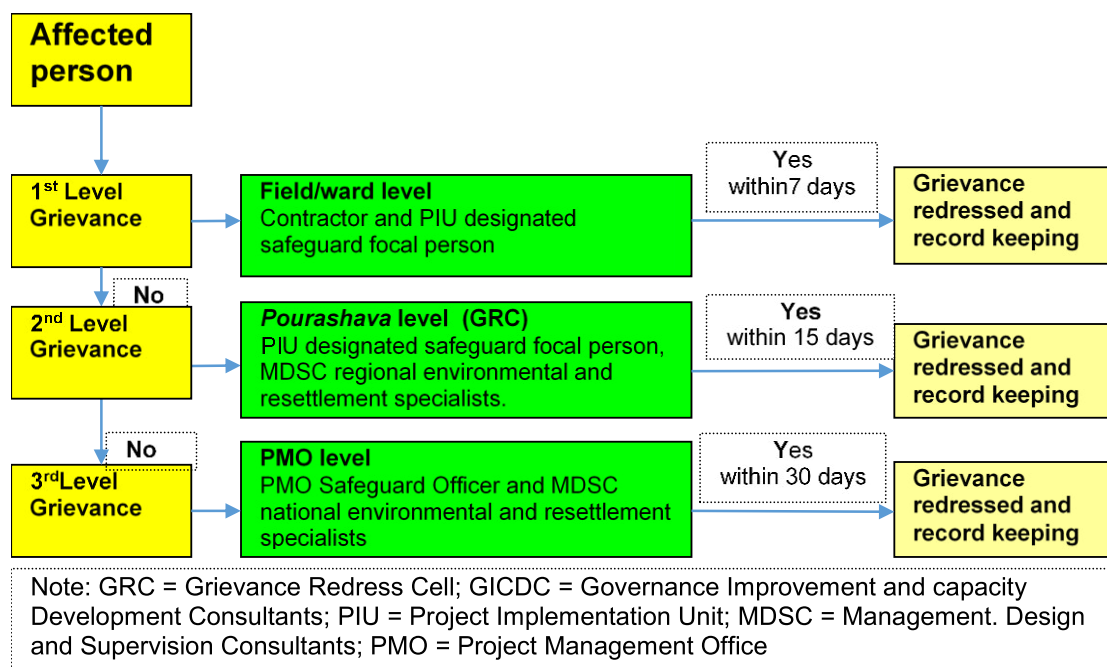 Affected
person
1st Level
Grievance
Field/ward level
Contractor and PIU designated
safeguard focal person
Yes
within7 days
Grievance
redressed and
record keeping
No
2nd Level
Grievance
Pourashava level (GRC)
PIU designated safeguard focal person,
MDSC regional environmental and
resettlement specialists.
Yes
within 15 days
Grievance
redressed and
record keeping
No
3rdLevel
Grievance
PMO level
PMO Safeguard Officer and MDSC
national environmental and resettlement
specialists
Yes
within 30 days
Grievance
redressed and
record keeping
Note: GRC = Grievance Redress Cell; GICDC = Governance Improvement and capacity
Development Consultants; PIU = Project Implementation Unit; MDSC = Management. Design
and Supervision Consultants; PMO = Project Management Office